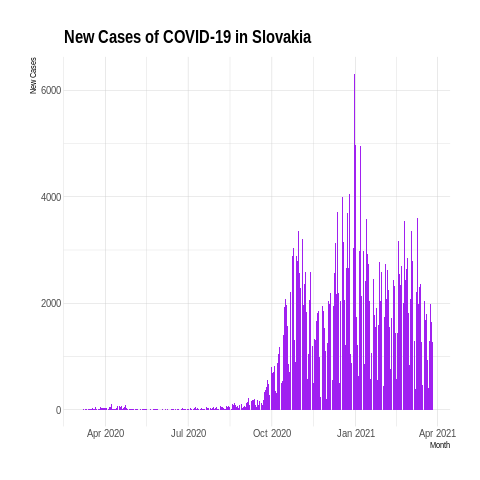 New Cases of COVID-19 in Slovakia
New Cases
6000
4000
2000
0
Apr 2020 Jul 2020 Oct 2020 Jan 2021 Apr 2021
Month